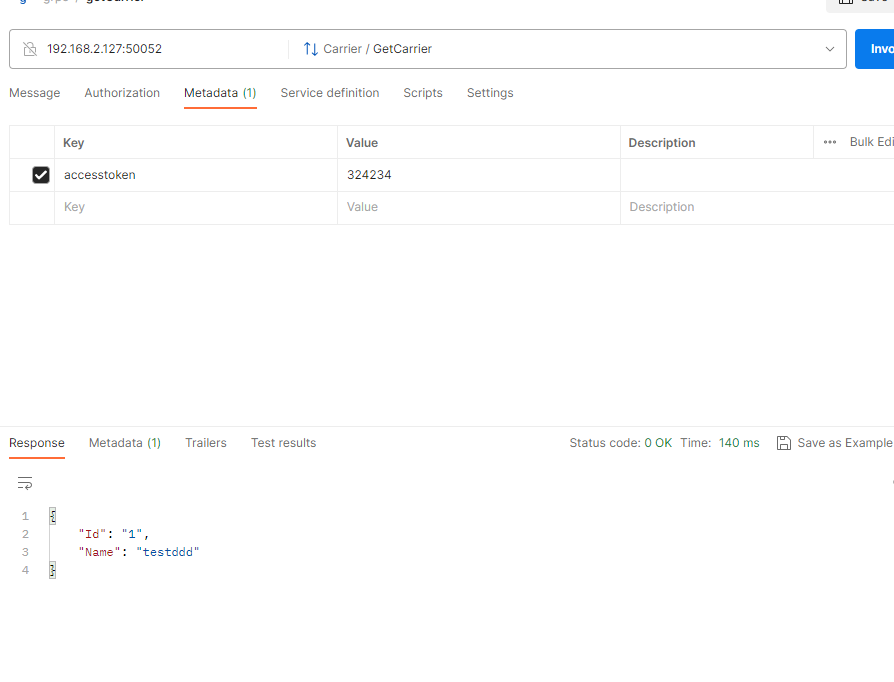 192.168.2.127:50052 Carrier / GetCarrier Invo
Message Authorization Metadata (1) Service definition Scripts Settings
Key Value Description ••• Bulk Edi
accesstoken 324234
Key Value Description
Response Metadata (1) Trailers Test results Status code: 0 OK Time: 140 ms Save as Example
1 {
2 "Id": "1",
3 "Name": "testddd"
4 }